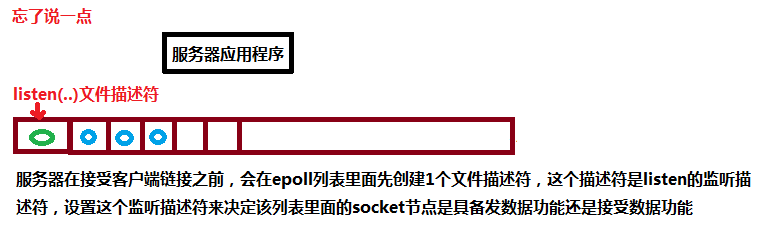 忘了说一点
服务器应用程序
listen(..)文件描述符
服务器在接受客户端链接之前，会在epoll列表里面先创建1个文件描述符，这个描述符是listen的监听描
述符，设置这个监听描述符来决定该列表里面的socket节点是具备发数据功能还是接受数据功能